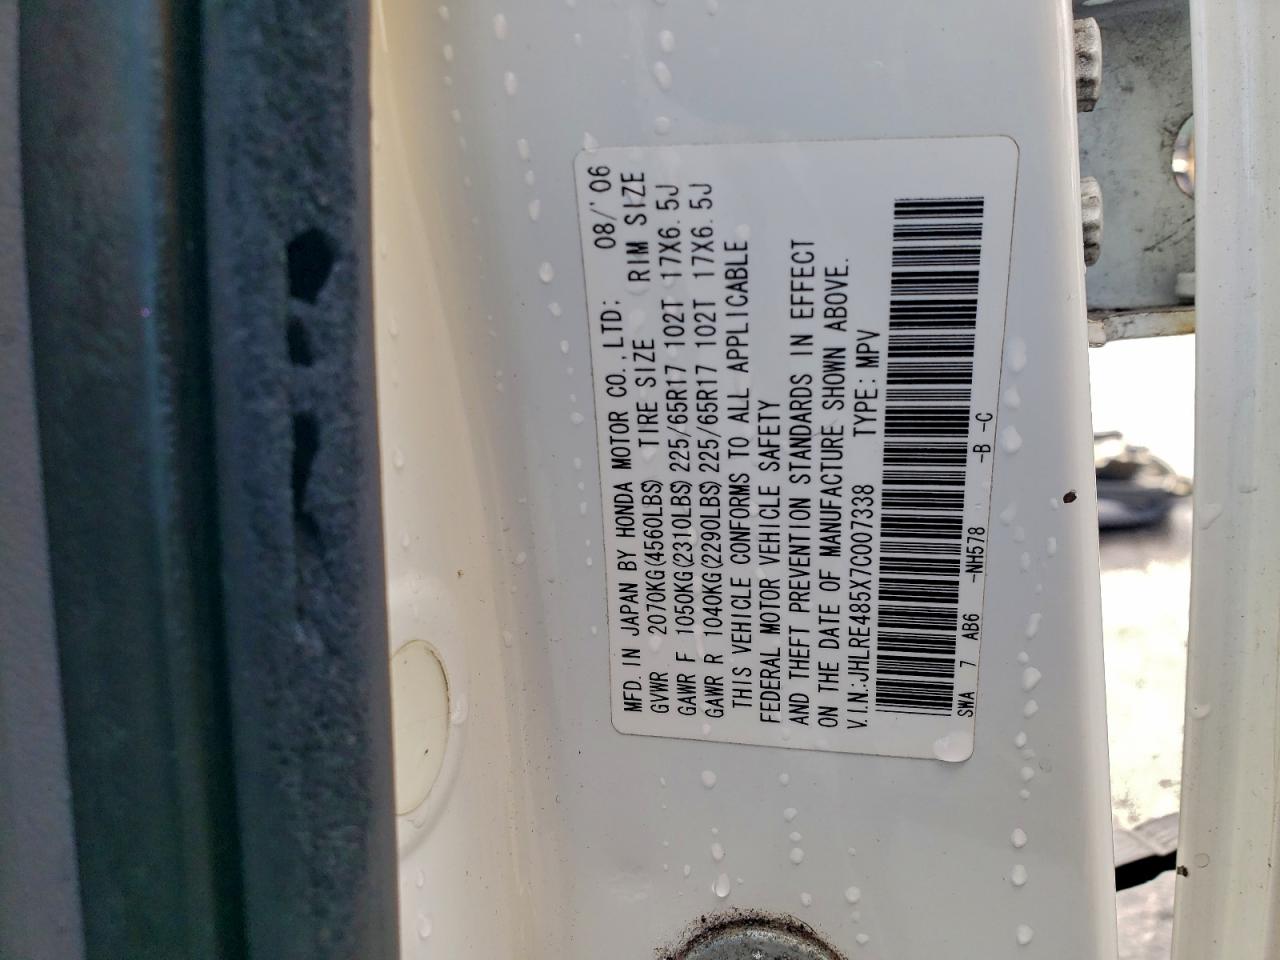 MFD. IN JAPAN BY HONDA MOTOR CO., LTD: 08/'06
GVWR 2070KG(4560LBS) TIRE SIZE RIM SIZE
GAWR F 1050KG(2310LBS) 225/65R17 102T 17X6.5J
GAWR R 1040KG(2290LBS) 225/65R17 102T 17X6.5J
THIS VEHICLE CONFORMS TO ALL APPLICABLE
FEDERAL MOTOR VEHICLE SAFETY
AND THEFT PREVENTION STANDARDS IN EFFECT
ON THE DATE OF MANUFACTURE SHOWN ABOVE.
V.I.N.:JHLRE485X7C007338 TYPE: MPV
SWA 7 AB6 -NH578 -B -C